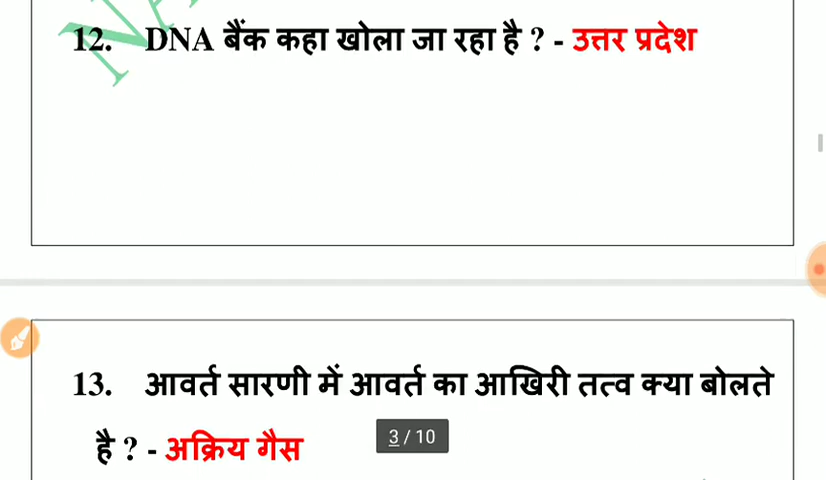 12. DNA बैंक कहा खोला जा रहा है ? - उत्तर प्रदेश
13. आवर्त सारणी में आवर्त का आखिरी तत्व क्या बोलते
है ? - अक्रिय गैस
3 / 10